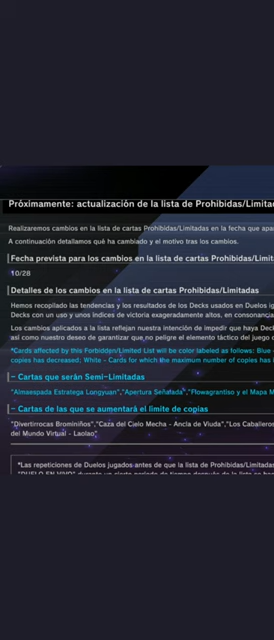 Próximamente: actualización de la lista de Prohibidas/Limita
Realizaremos cambios en la lista de cartas Prohibidas/Limitadas en la fecha que apa
A continuación detallamos qué ha cambiado y el motivo tras los cambios.
Fecha prevista para los cambios en la lista de cartas Prohibidas/Limit
10/28
Detalles de los cambios en la lista de cartas Prohibidas/Limitadas
Hemos recopilado las tendencias y los resultados de los Decks usados en Duelos ig
Decks con un uso y unos índices de victoria exageradamente altos, en consonancia
Los cambios aplicados a la lista reflejan nuestra intención de impedir que haya Deck
así como nuestro deseo de garantizar que no peligre el elemento táctico del juego c
*Cards affected by this Forbidden/Limited List will be color labeled as follows: Blue -
copies has decreased; White - Cards for which the maximum number of copies has i
- Cartas que serán Semi-Limitadas
"Almaespada Estratega Longyuan","Apertura Señafada","Flowagrantiso y el Mapa M
- Cartas de las que se aumentará el límite de copias
"Divertirrocas Brominiños","Caza del Cielo Mecha - Ancla de Viuda","Los Caballeros
del Mundo Virtual - Laolao"
*Las repeticiones de Duelos jugados antes de que la lista de Prohibidas/Limitadas